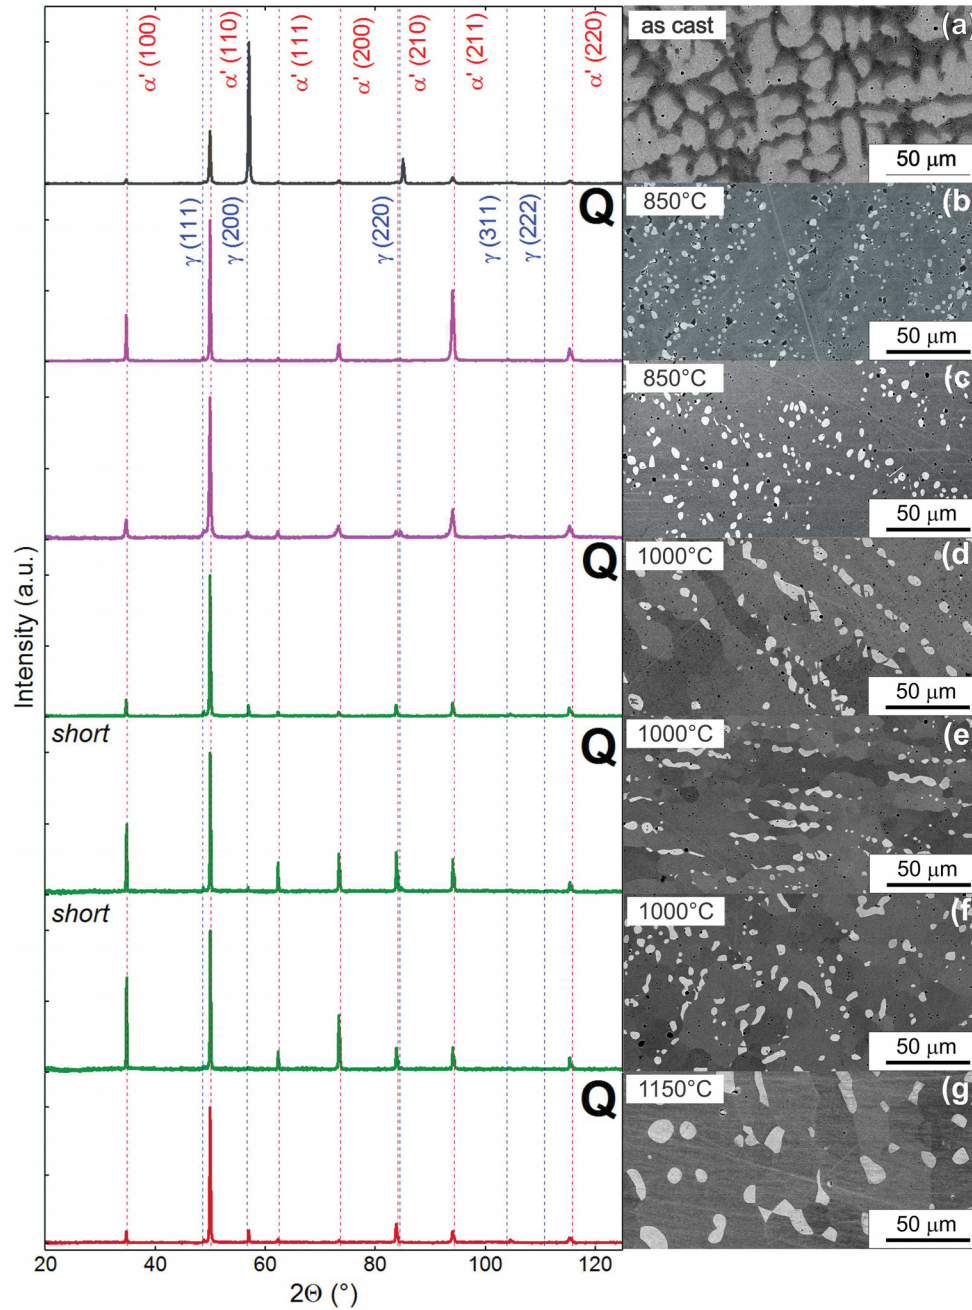 α' (100)
α' (110)
α' (111)
α' (200)
α' (210)
α' (211)
α' (220)
as cast
(a)
50 μm
γ (111)
γ (200)
γ (220)
γ (311)
γ (222)
Q
850°C
(b)
50 μm
850°C
(c)
50 μm
Q
1000°C
(d)
50 μm
short
Q
1000°C
(e)
50 μm
short
1000°C
(f
50 μm
Q
1150°C
(g)
50 μm
Intensity (a.u.)
20
40
60
80
100
120
2Θ (°)